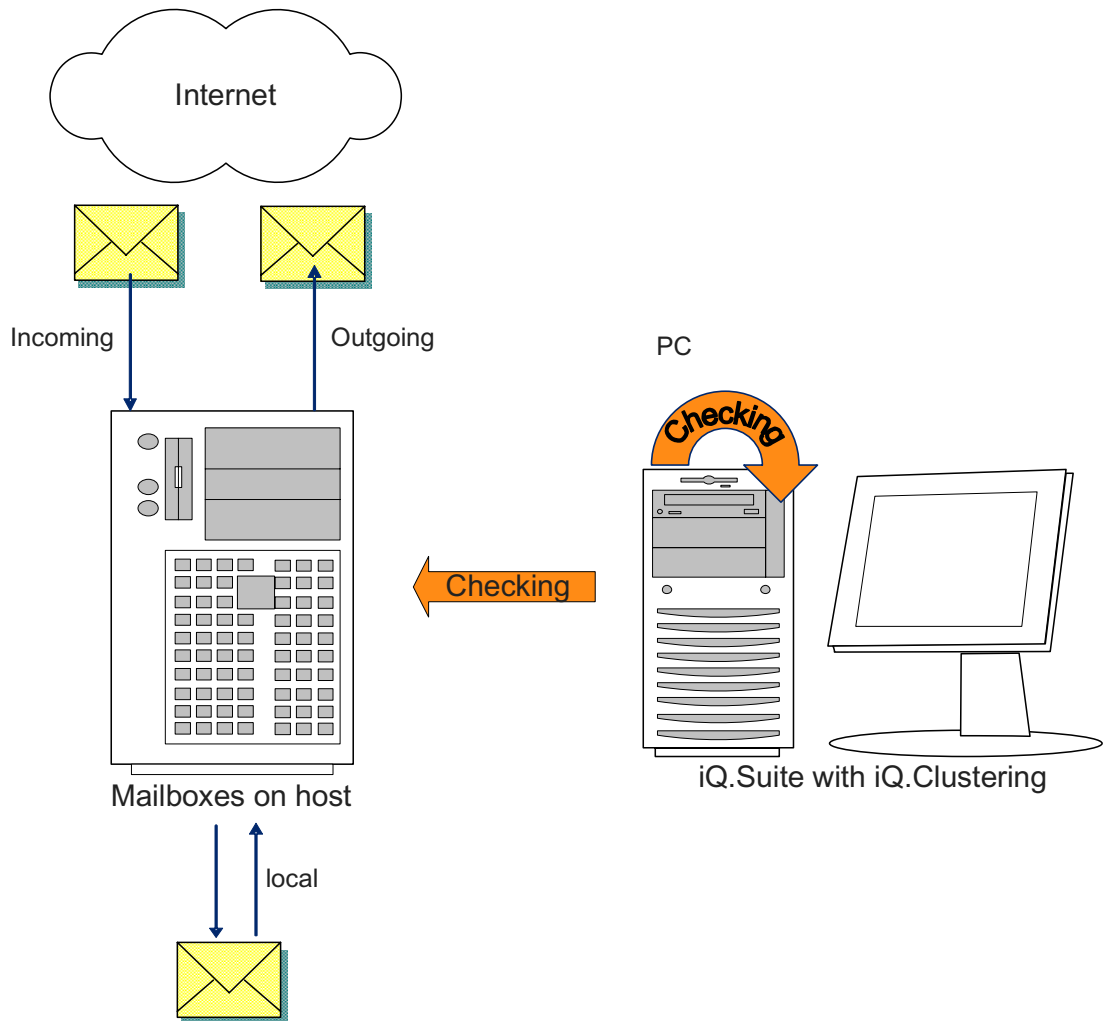 Internet
Incoming
Outgoing
PC
Checking
Checking
Mailboxes on host
iQ.Suite with iQ.Clustering
local